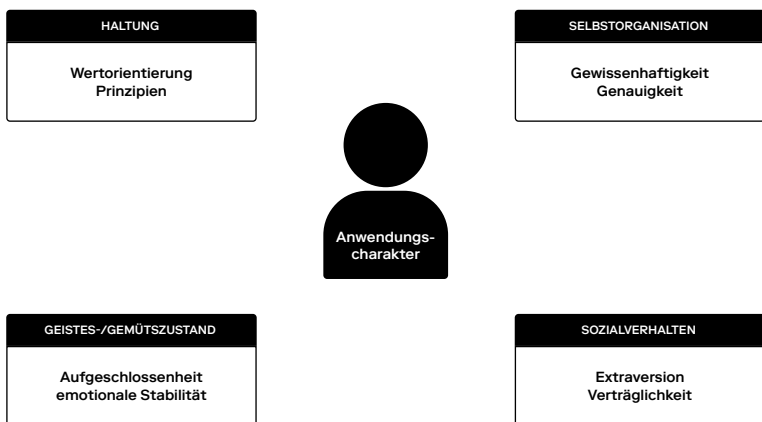 HALTUNG
Wertorientierung
Prinzipien
SELBSTORGANISATION
Gewissenhaftigkeit
Genauigkeit
Anwendungs-
charakter
GEISTES-/GEMÜTSZUSTAND
Aufgeschlossenheit
emotionale Stabilität
SOZIALVERHALTEN
Extraversion
Verträglichkeit